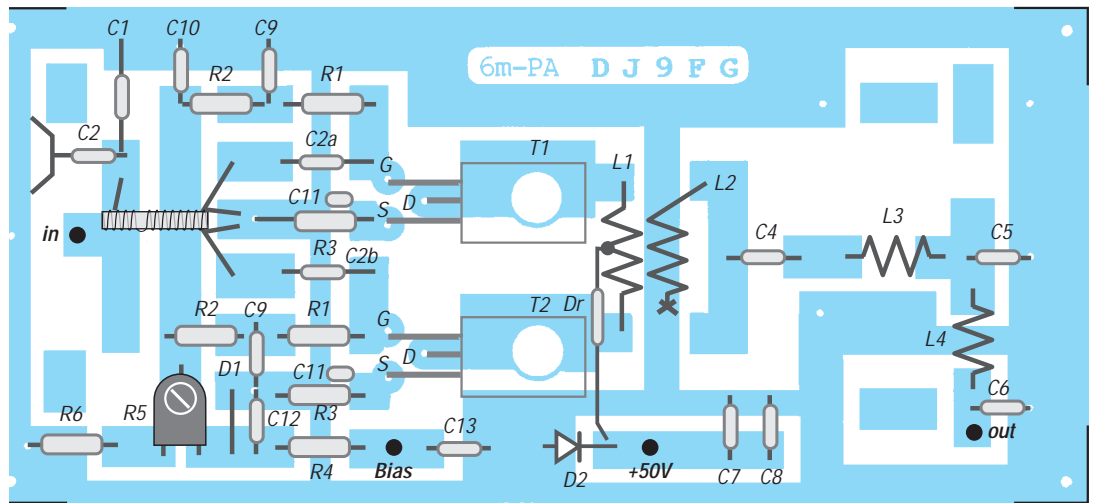 C1
C10
C9
R2
R1
6m-PA DJ9FG
C2
C2a
G
T1
L1
L2
C11
D
S
in
R3
C2b
C4
L3
C5
R2
C9
R1
G
T2
Dr
D1
D
S
C11
L4
R6
R5
C12
R3
C13
C6
out
R4
Bias
D2
+50V
C7
C8